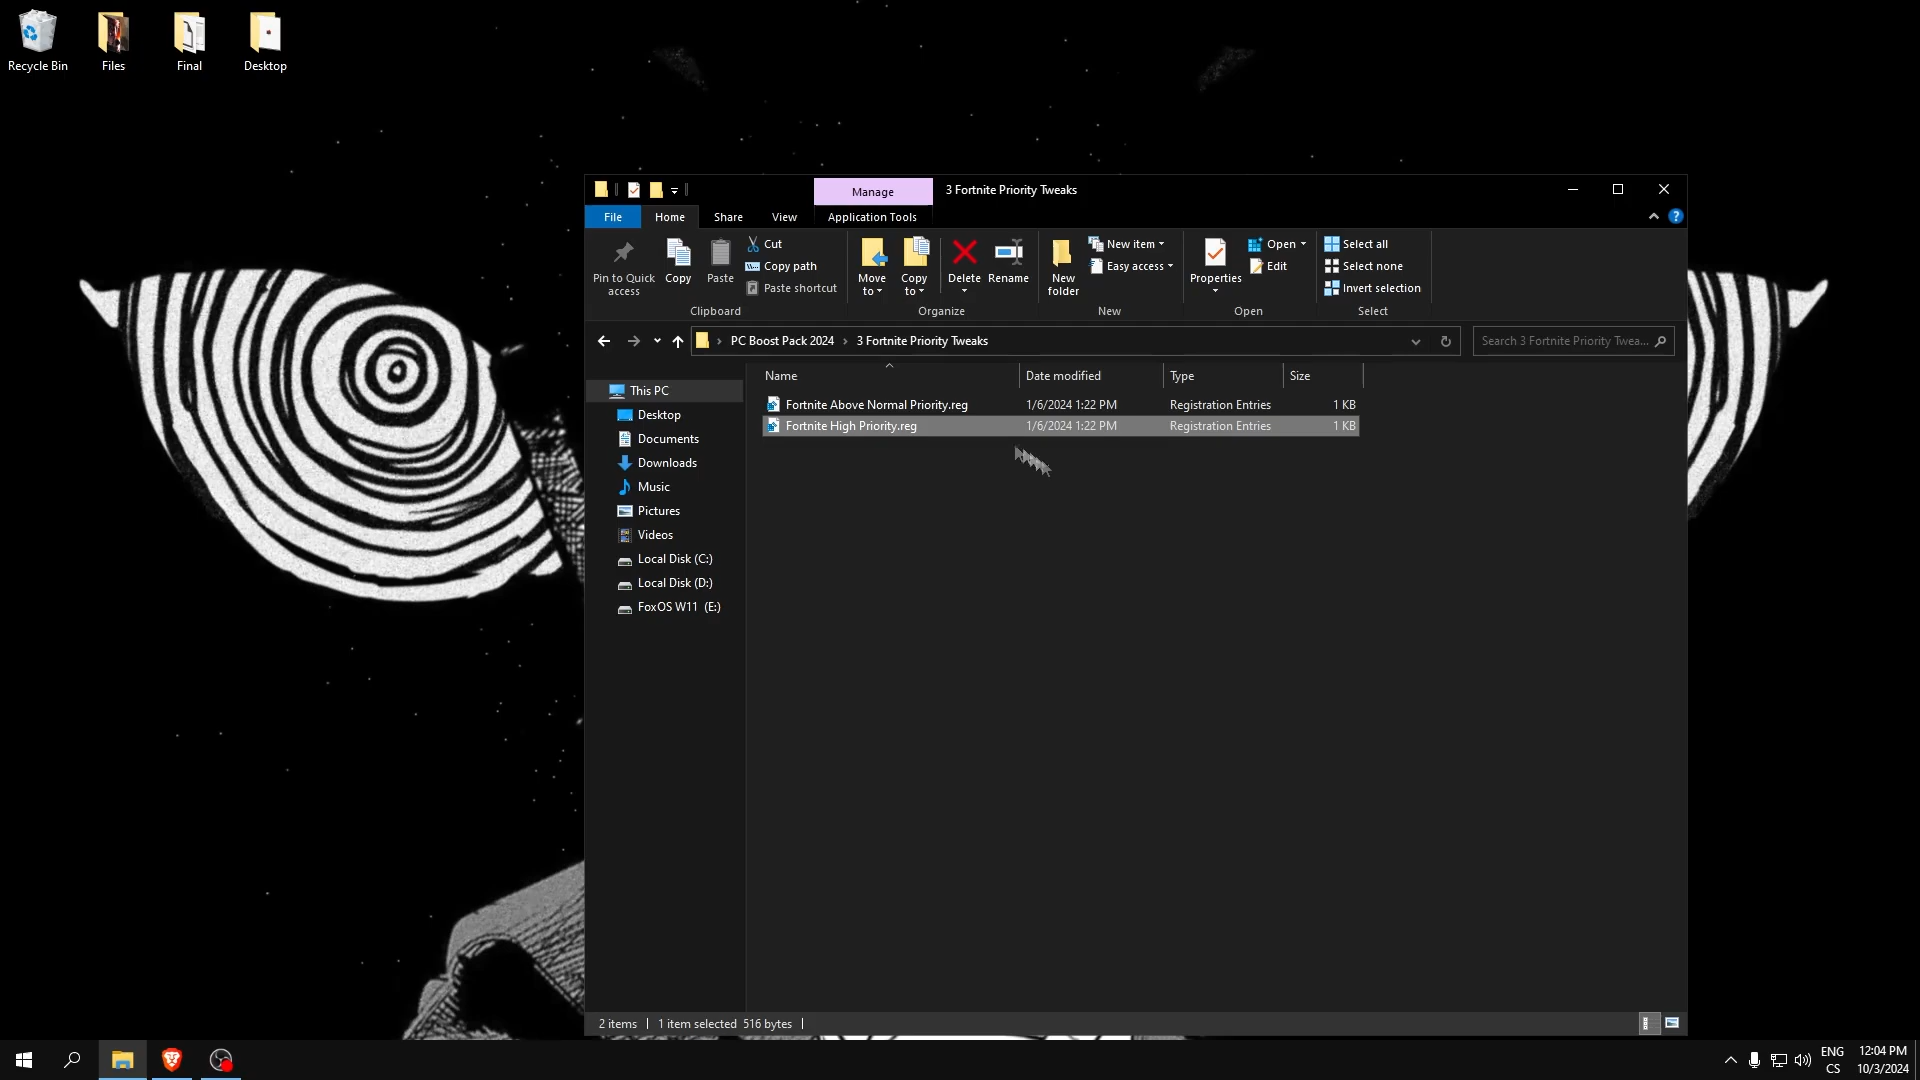 Recycle Bin
Files
Final
Desktop
Manage
3 Fortnite Priority Tweaks
File
Home
Share
View
Application Tools
Pin to Quick
access
Copy
Paste
Cut
Copy path
Paste shortcut
Clipboard
Move
to
Copy
to
Delete
Rename
Organize
New
folder
New item
Easy access
New
Properties
Open
Edit
Open
Select all
Select none
Invert selection
Select
PC Boost Pack 2024 › 3 Fortnite Priority Tweaks
Search 3 Fortnite Priority Twea...
This PC
Desktop
Documents
Downloads
Music
Pictures
Videos
Local Disk (C:)
Local Disk (D:)
FoxOS W11 (E:)
Name
Date modified
Type
Size
Fortnite Above Normal Priority.reg 1/6/2024 1:22 PM Registration Entries 1 KB
Fortnite High Priority.reg 1/6/2024 1:22 PM Registration Entries 1 KB
2 items
1 item selected 516 bytes
ENG
CS
12:04 PM
10/3/2024